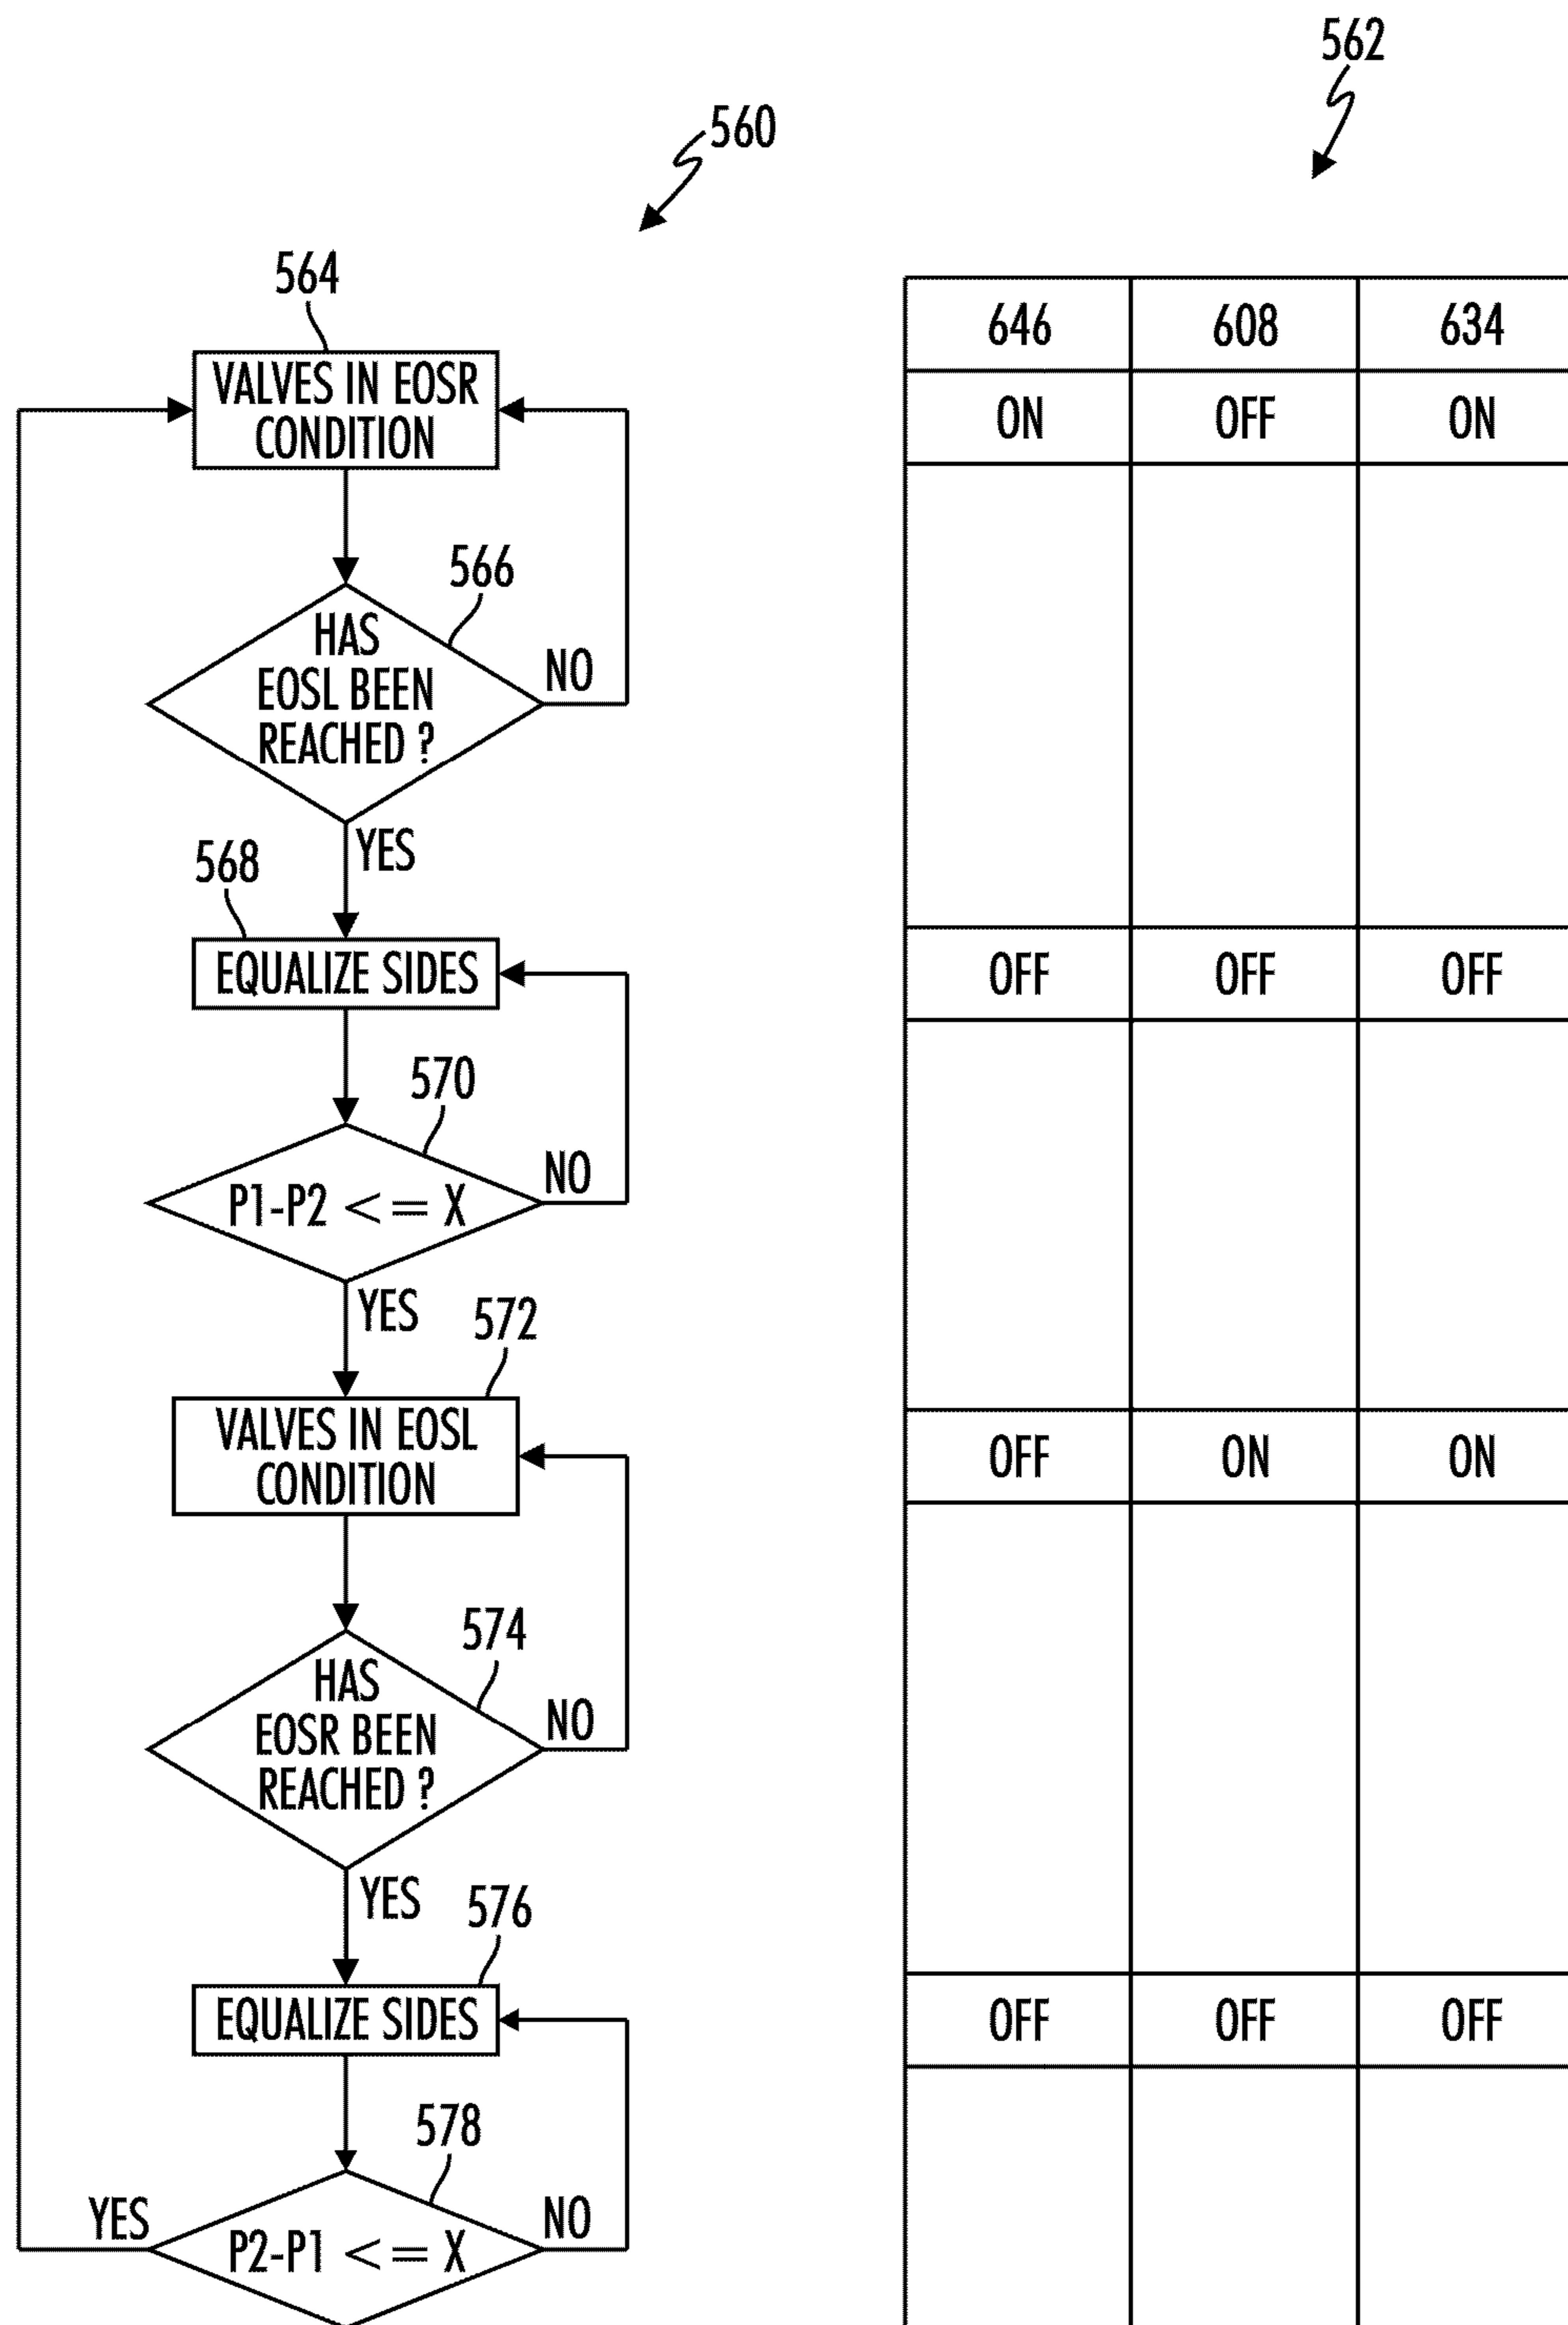 562
560
564
VALVES IN EOSR
CONDITION
566
HAS
EOSL BEEN
REACHED ?
NO
YES
568
EQUALIZE SIDES
570
P1-P2 <= X
NO
YES
572
VALVES IN EOSL
CONDITION
574
HAS
EOSR BEEN
REACHED ?
NO
YES
576
EQUALIZE SIDES
578
P2-P1 <= X
YES
NO
646 608 634
ON OFF ON
OFF OFF OFF
OFF ON ON
OFF OFF OFF